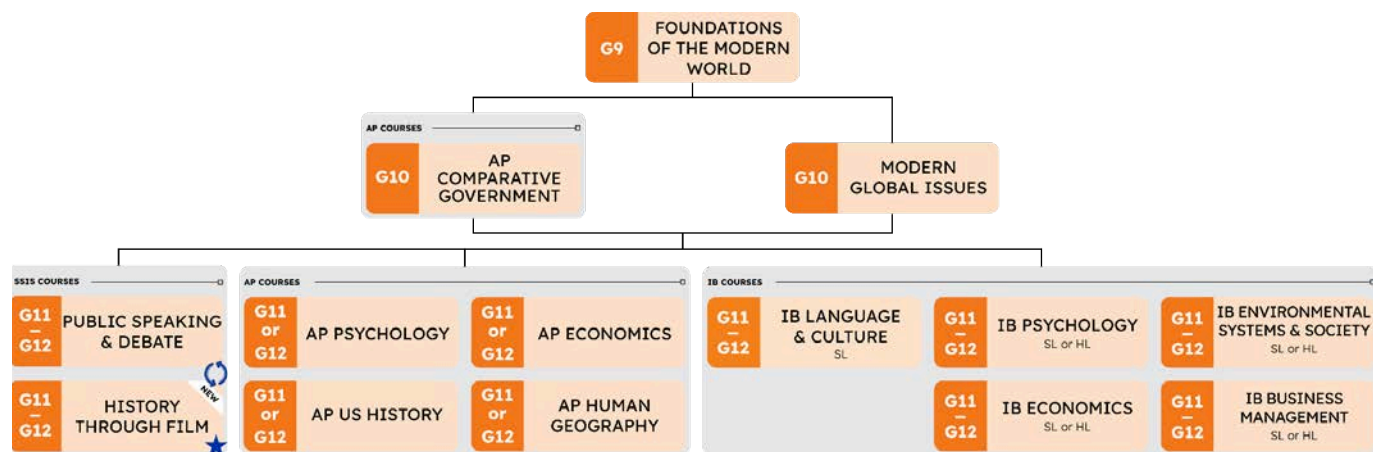 G9
FOUNDATIONS
OF THE MODERN
WORLD
AP COURSES
G10
AP
COMPARATIVE
GOVERNMENT
G10
MODERN
GLOBAL ISSUES
SSIS COURSES
G11
–
G12
PUBLIC SPEAKING
& DEBATE
G11
–
G12
HISTORY
THROUGH FILM
NEW
AP COURSES
G11
or
G12
AP PSYCHOLOGY
G11
or
G12
AP ECONOMICS
G11
or
G12
AP US HISTORY
G11
or
G12
AP HUMAN
GEOGRAPHY
IB COURSES
G11
–
G12
IB LANGUAGE
& CULTURE
SL
G11
–
G12
IB PSYCHOLOGY
SL or HL
G11
–
G12
IB ENVIRONMENTAL
SYSTEMS & SOCIETY
SL or HL
G11
–
G12
IB ECONOMICS
SL or HL
G11
–
G12
IB BUSINESS
MANAGEMENT
SL or HL